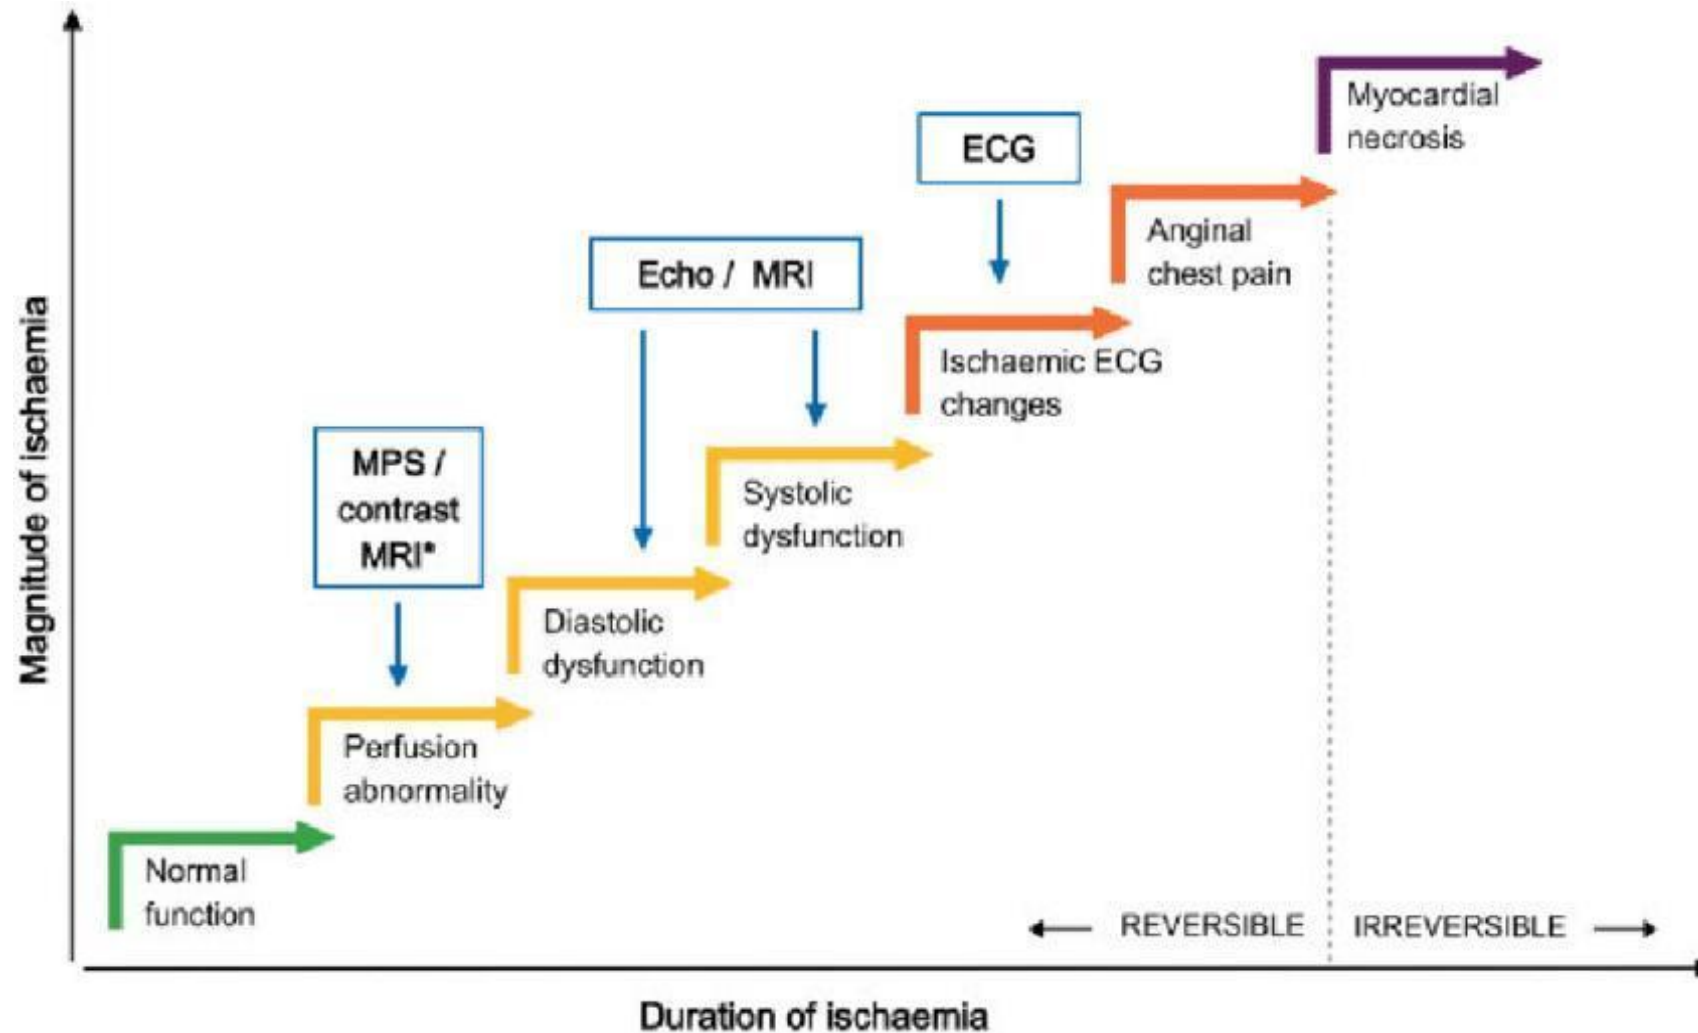 Myocardial
necrosis
ECG
Anginal
chest pain
Echo / MRI
Ischaemic ECG
changes
MPS /
contrast
MRI*
Systolic
dysfunction
Diastolic
dysfunction
Perfusion
abnormality
Normal
function
REVERSIBLE
IRREVERSIBLE
Magnitude of ischaemia
Duration of ischaemia